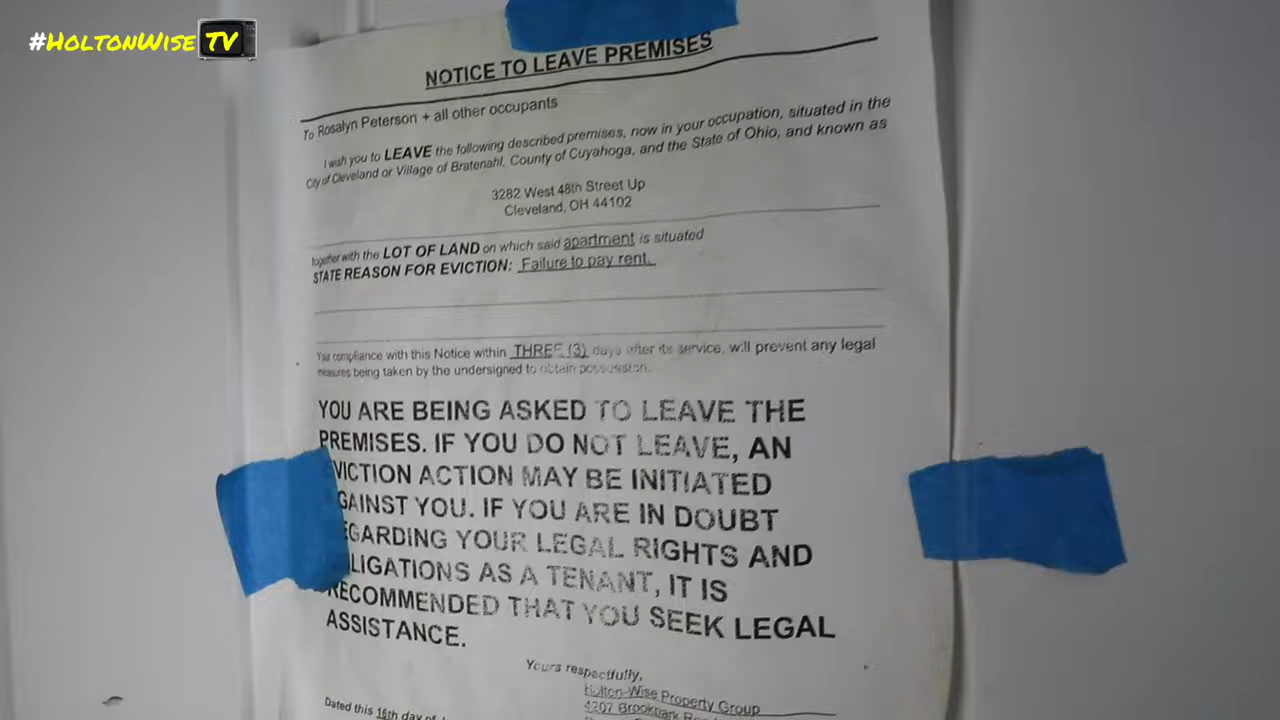 #HOLTONWISE TV
NOTICE TO LEAVE PREMISES
To Rosalyn Peterson + all other occupants
I wish you to LEAVE the following described premises, now in your occupation, situated in the
City of Cleveland or Village of Bratenahl, County of Cuyahoga, and the State of Ohio, and known as
3282 West 48th Street Up
Cleveland, OH 44102
together with the LOT OF LAND on which said apartment is situated
STATE REASON FOR EVICTION: Failure to pay rent.
Your compliance with this Notice within THREE (3) days after its service, will prevent any legal
measures being taken by the undersigned to obtain possession.
YOU ARE BEING ASKED TO LEAVE THE
PREMISES. IF YOU DO NOT LEAVE, AN
VICTION ACTION MAY BE INITIATED
GAINST YOU. IF YOU ARE IN DOUBT
EGARDING YOUR LEGAL RIGHTS AND
LIGATIONS AS A TENANT, IT IS
RECOMMENDED THAT YOU SEEK LEGAL
ASSISTANCE.
Yours respectfully,
Holton-Wise Property Group
4207 Brookpark
Dated this 16th day of